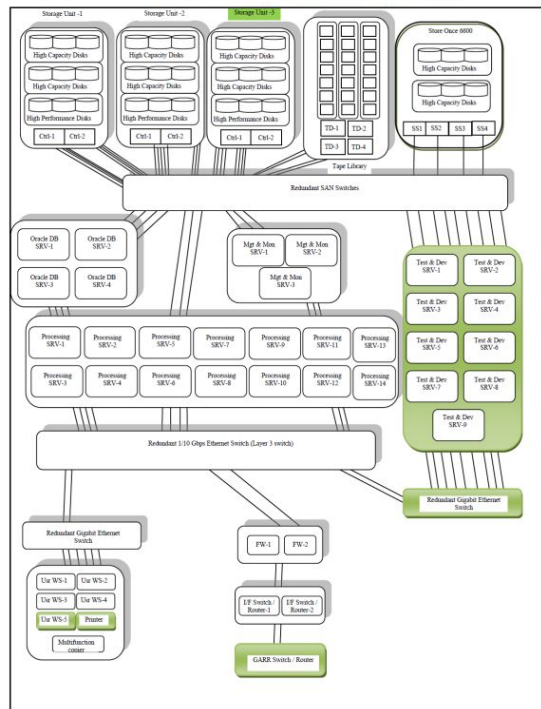 Storage Unit -1
Storage Unit -2
Storage Unit -3
High Capacity Disks
High Capacity Disks
High Performance Disks
Ctrl-1 Ctrl-2
High Capacity Disks
High Capacity Disks
High Performance Disks
Ctrl-1 Ctrl-2
High Capacity Disks
High Capacity Disks
High Performance Disks
Ctrl-1 Ctrl-2
TD-1 TD-2
TD-3 TD-4
Tape Library
Store Once 6600
High Capacity Disks
High Capacity Disks
SS1 SS2 SS3 SS4
Redundant SAN Switches
Oracle DB
SRV-1
Oracle DB
SRV-2
Oracle DB
SRV-3
Oracle DB
SRV-4
Mgt & Mon
SRV-1
Mgt & Mon
SRV-2
Mgt & Mon
SRV-3
Test & Dev
SRV-1
Test & Dev
SRV-2
Test & Dev
SRV-3
Test & Dev
SRV-4
Test & Dev
SRV-5
Test & Dev
SRV-6
Test & Dev
SRV-7
Test & Dev
SRV-8
Test & Dev
SRV-9
Processing
SRV-1
Processing
SRV-2
Processing
SRV-5
Processing
SRV-7
Processing
SRV-9
Processing
SRV-11
Processing
SRV-13
Processing
SRV-3
Processing
SRV-4
Processing
SRV-6
Processing
SRV-8
Processing
SRV-10
Processing
SRV-12
Processing
SRV-14
Redundant 1/10 Gbps Ethernet Switch (Layer 3 switch)
Redundant Gigabit Ethernet
Switch
Redundant Gigabit Ethernet
Switch
FW-1
FW-2
Usr WS-1
Usr WS-2
Usr WS-3
Usr WS-4
Usr WS-5
Printer
Multifunction
copier
I/F Switch /
Router-1
I/F Switch /
Router-2
GARR Switch / Router